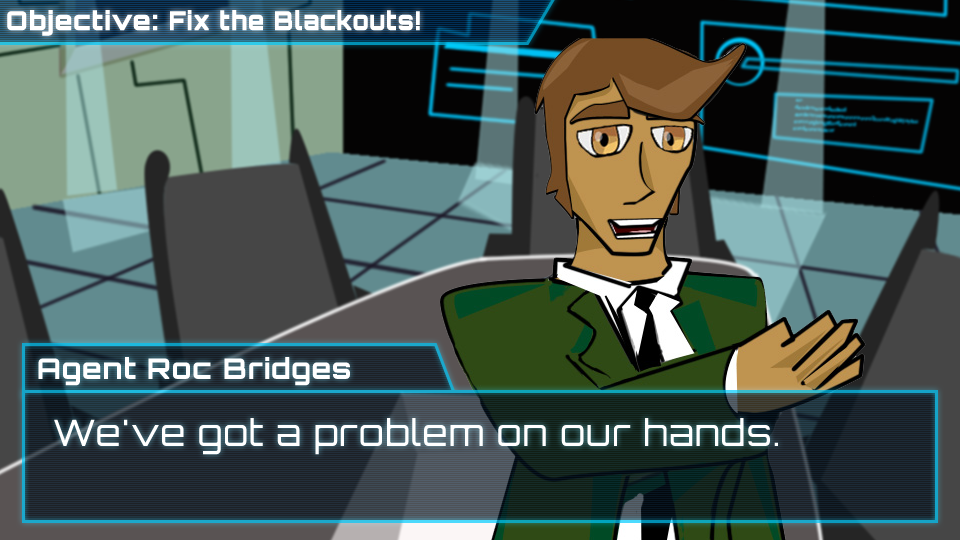 Objective: Fix the Blackouts!
Agent Roc Bridges
We've got a problem on our hands.